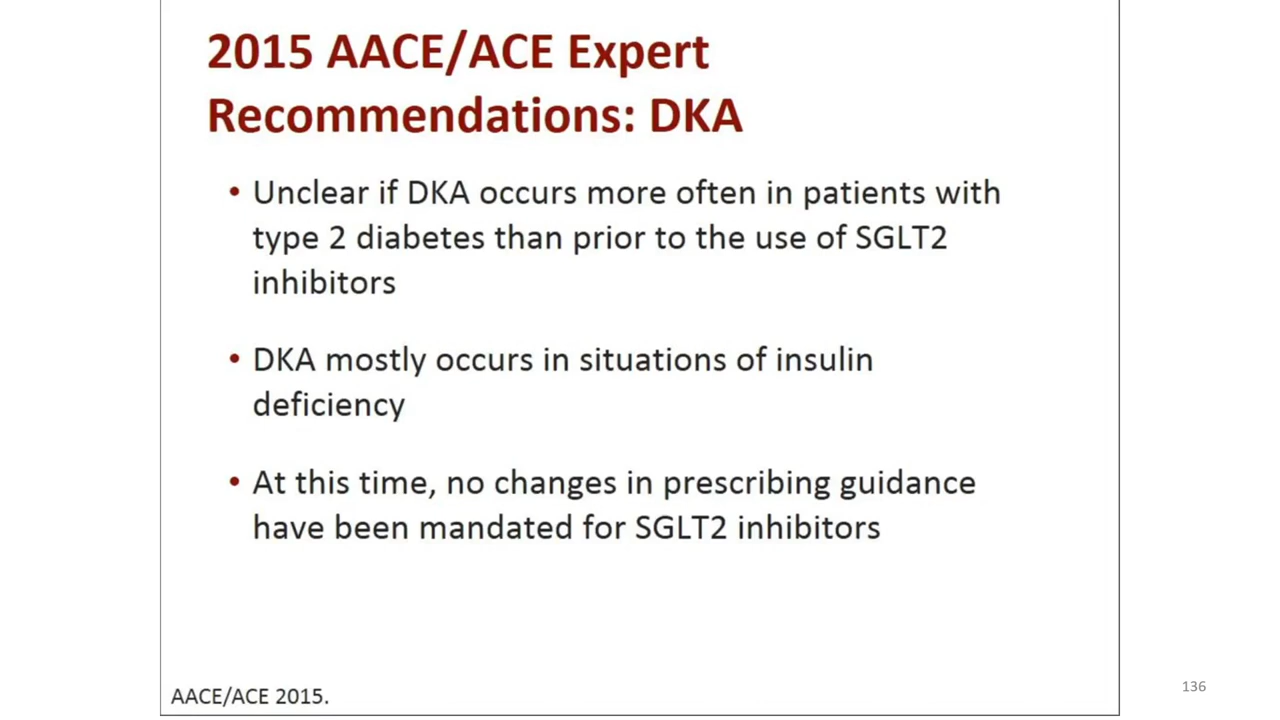 2015 AACE/ACE Expert
Recommendations: DKA
• Unclear if DKA occurs more often in patients with
type 2 diabetes than prior to the use of SGLT2
inhibitors
• DKA mostly occurs in situations of insulin
deficiency
• At this time, no changes in prescribing guidance
have been mandated for SGLT2 inhibitors
AACE/ACE 2015.
136